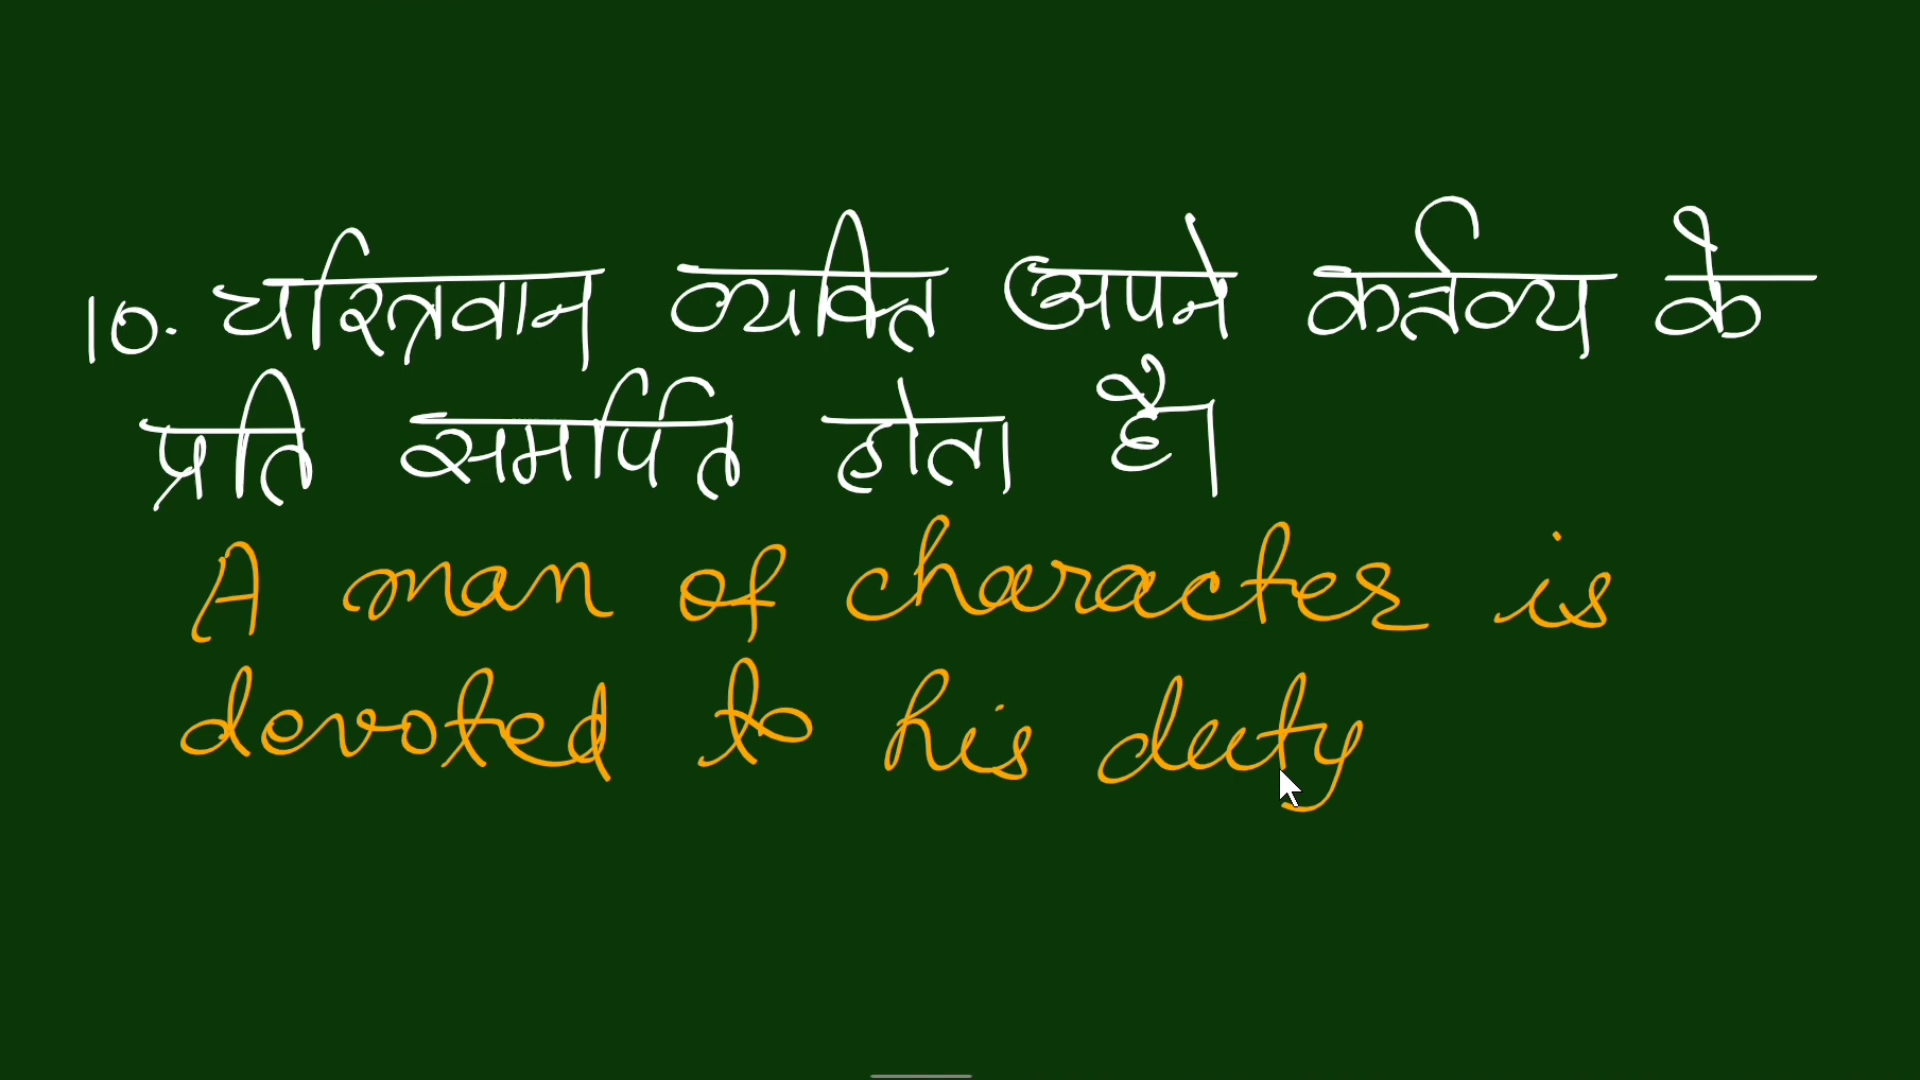 10. चरित्रवान व्यक्ति अपने कर्तव्य के
प्रति समर्पित होता है।
A man of character is
devoted to his duty